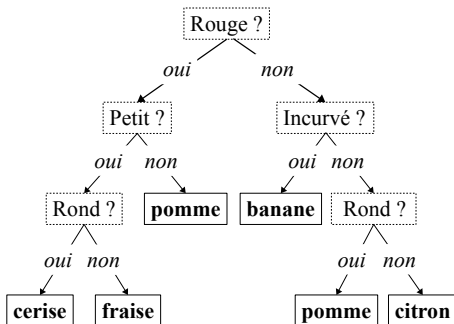 Rouge ?
oui non
Petit ? Incurvé ?
oui non oui non
Rond ? pomme banane Rond ?
oui non oui non
cerise fraise pomme citron